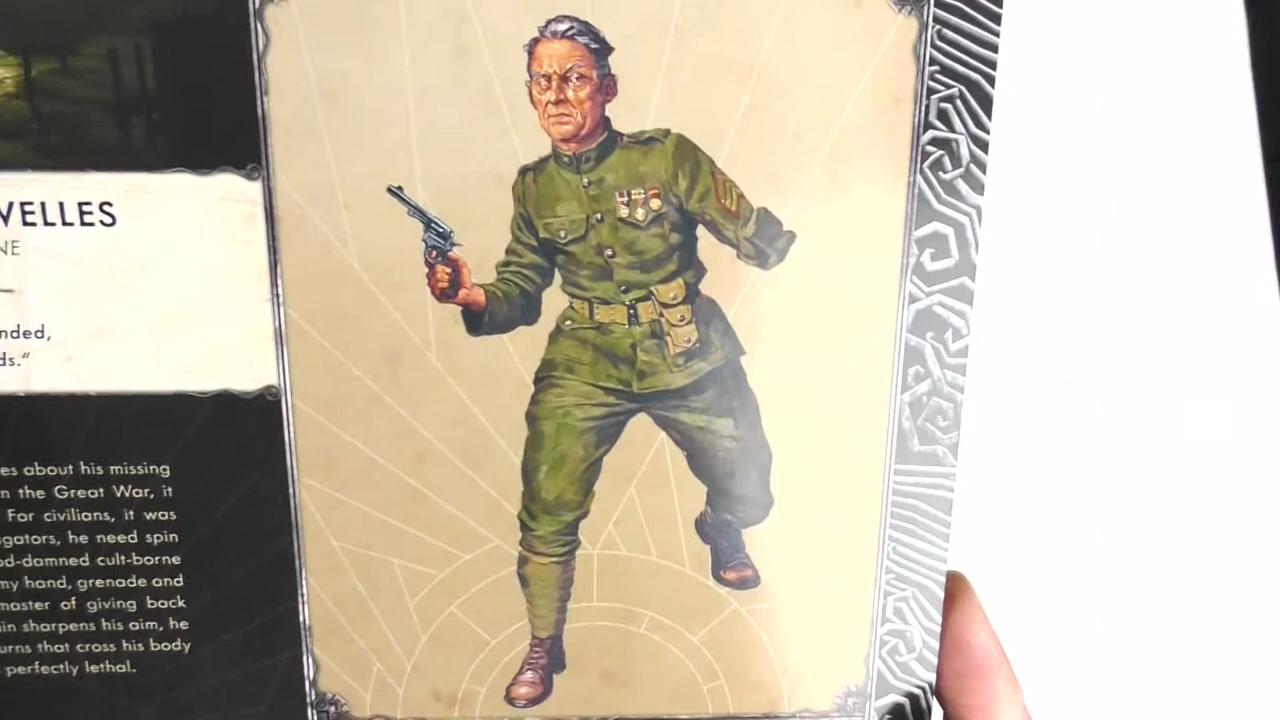 WELLES
NE
nded,
ds."
es about his missing
n the Great War, it
For civilians, it was
gators, he need spin
od-damned cult-borne
my hand, grenade and
master of giving back
in sharpens his aim, he
urns that cross his body
perfectly lethal.